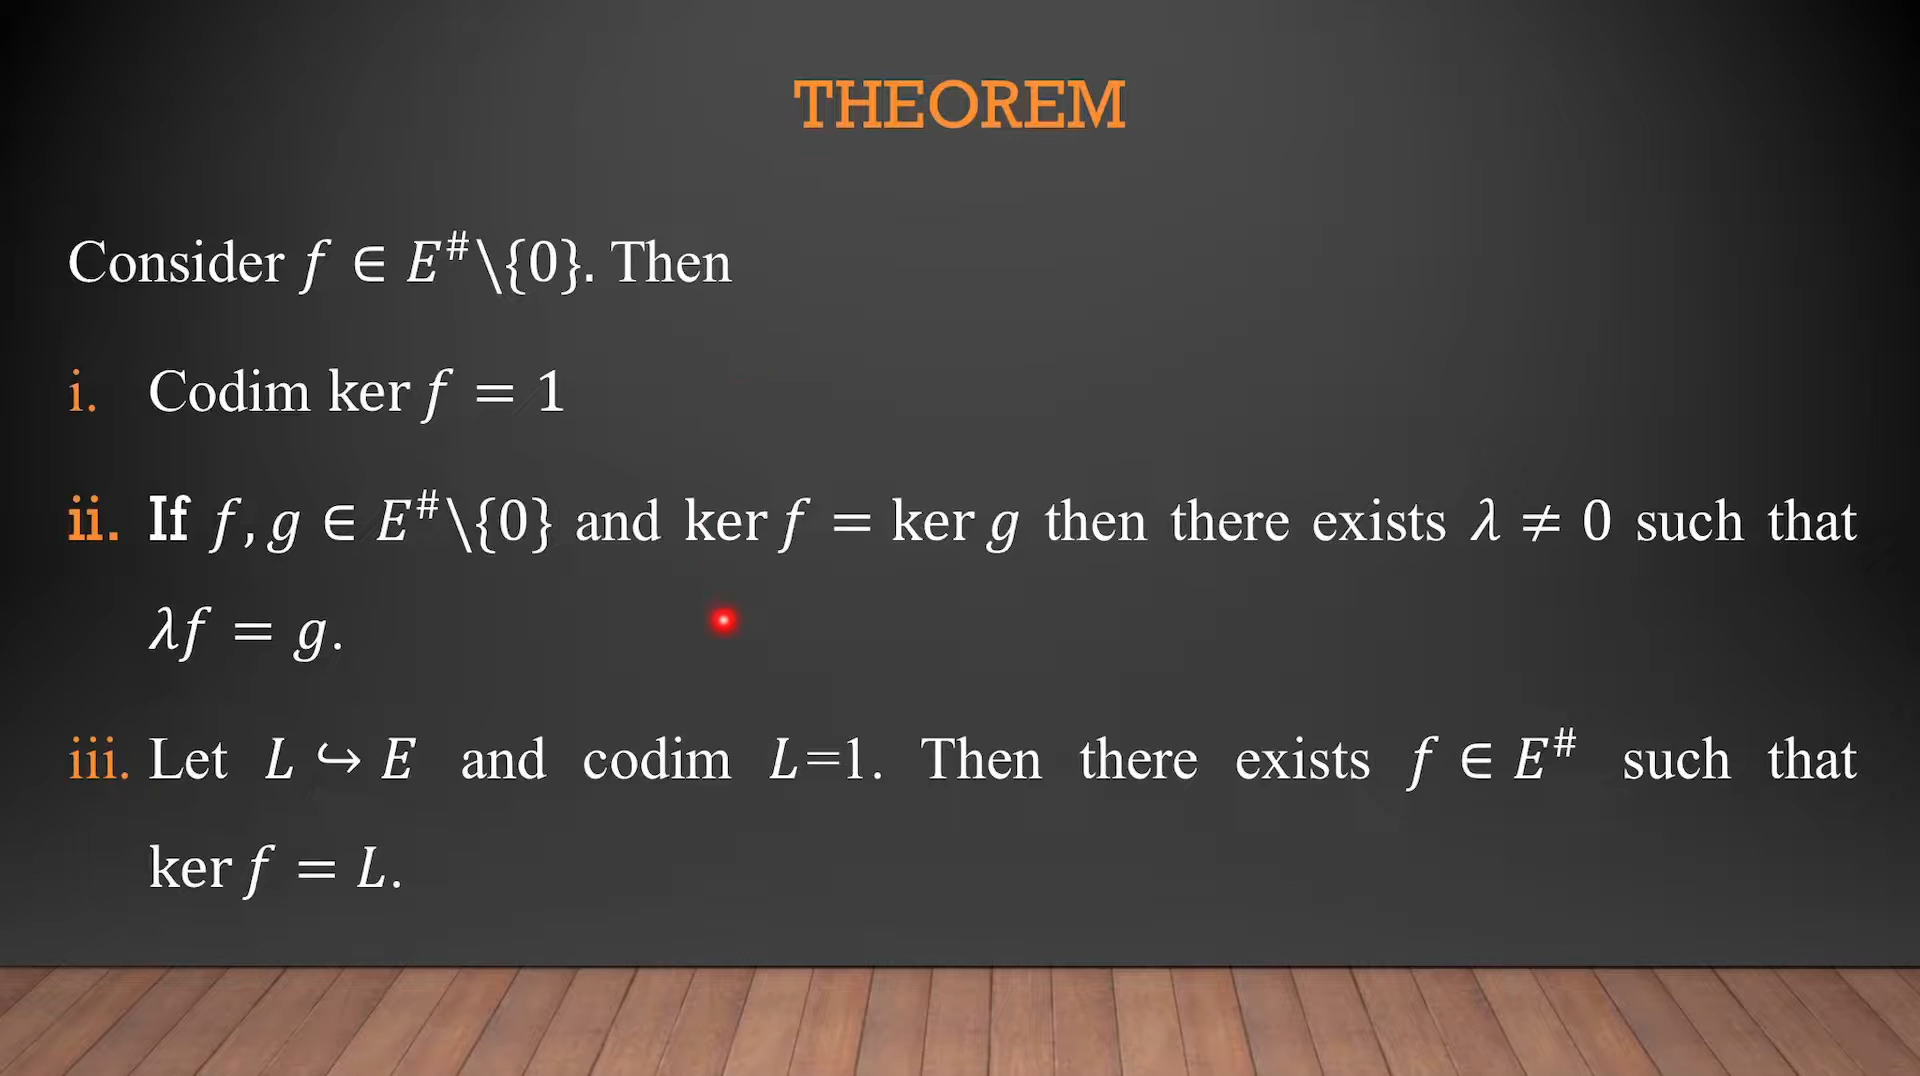 THEOREM
Consider 𝑓 ∈ 𝐸^#\{0}. Then
i. Codim ker 𝑓 = 1
ii. If 𝑓, 𝑔 ∈ 𝐸^#\{0} and ker 𝑓 = ker 𝑔 then there exists 𝜆 ≠ 0 such that
𝜆𝑓 = 𝑔.
iii. Let 𝐿 ↪ 𝐸 and codim 𝐿=1. Then there exists 𝑓 ∈ 𝐸^# such that
ker 𝑓 = 𝐿.